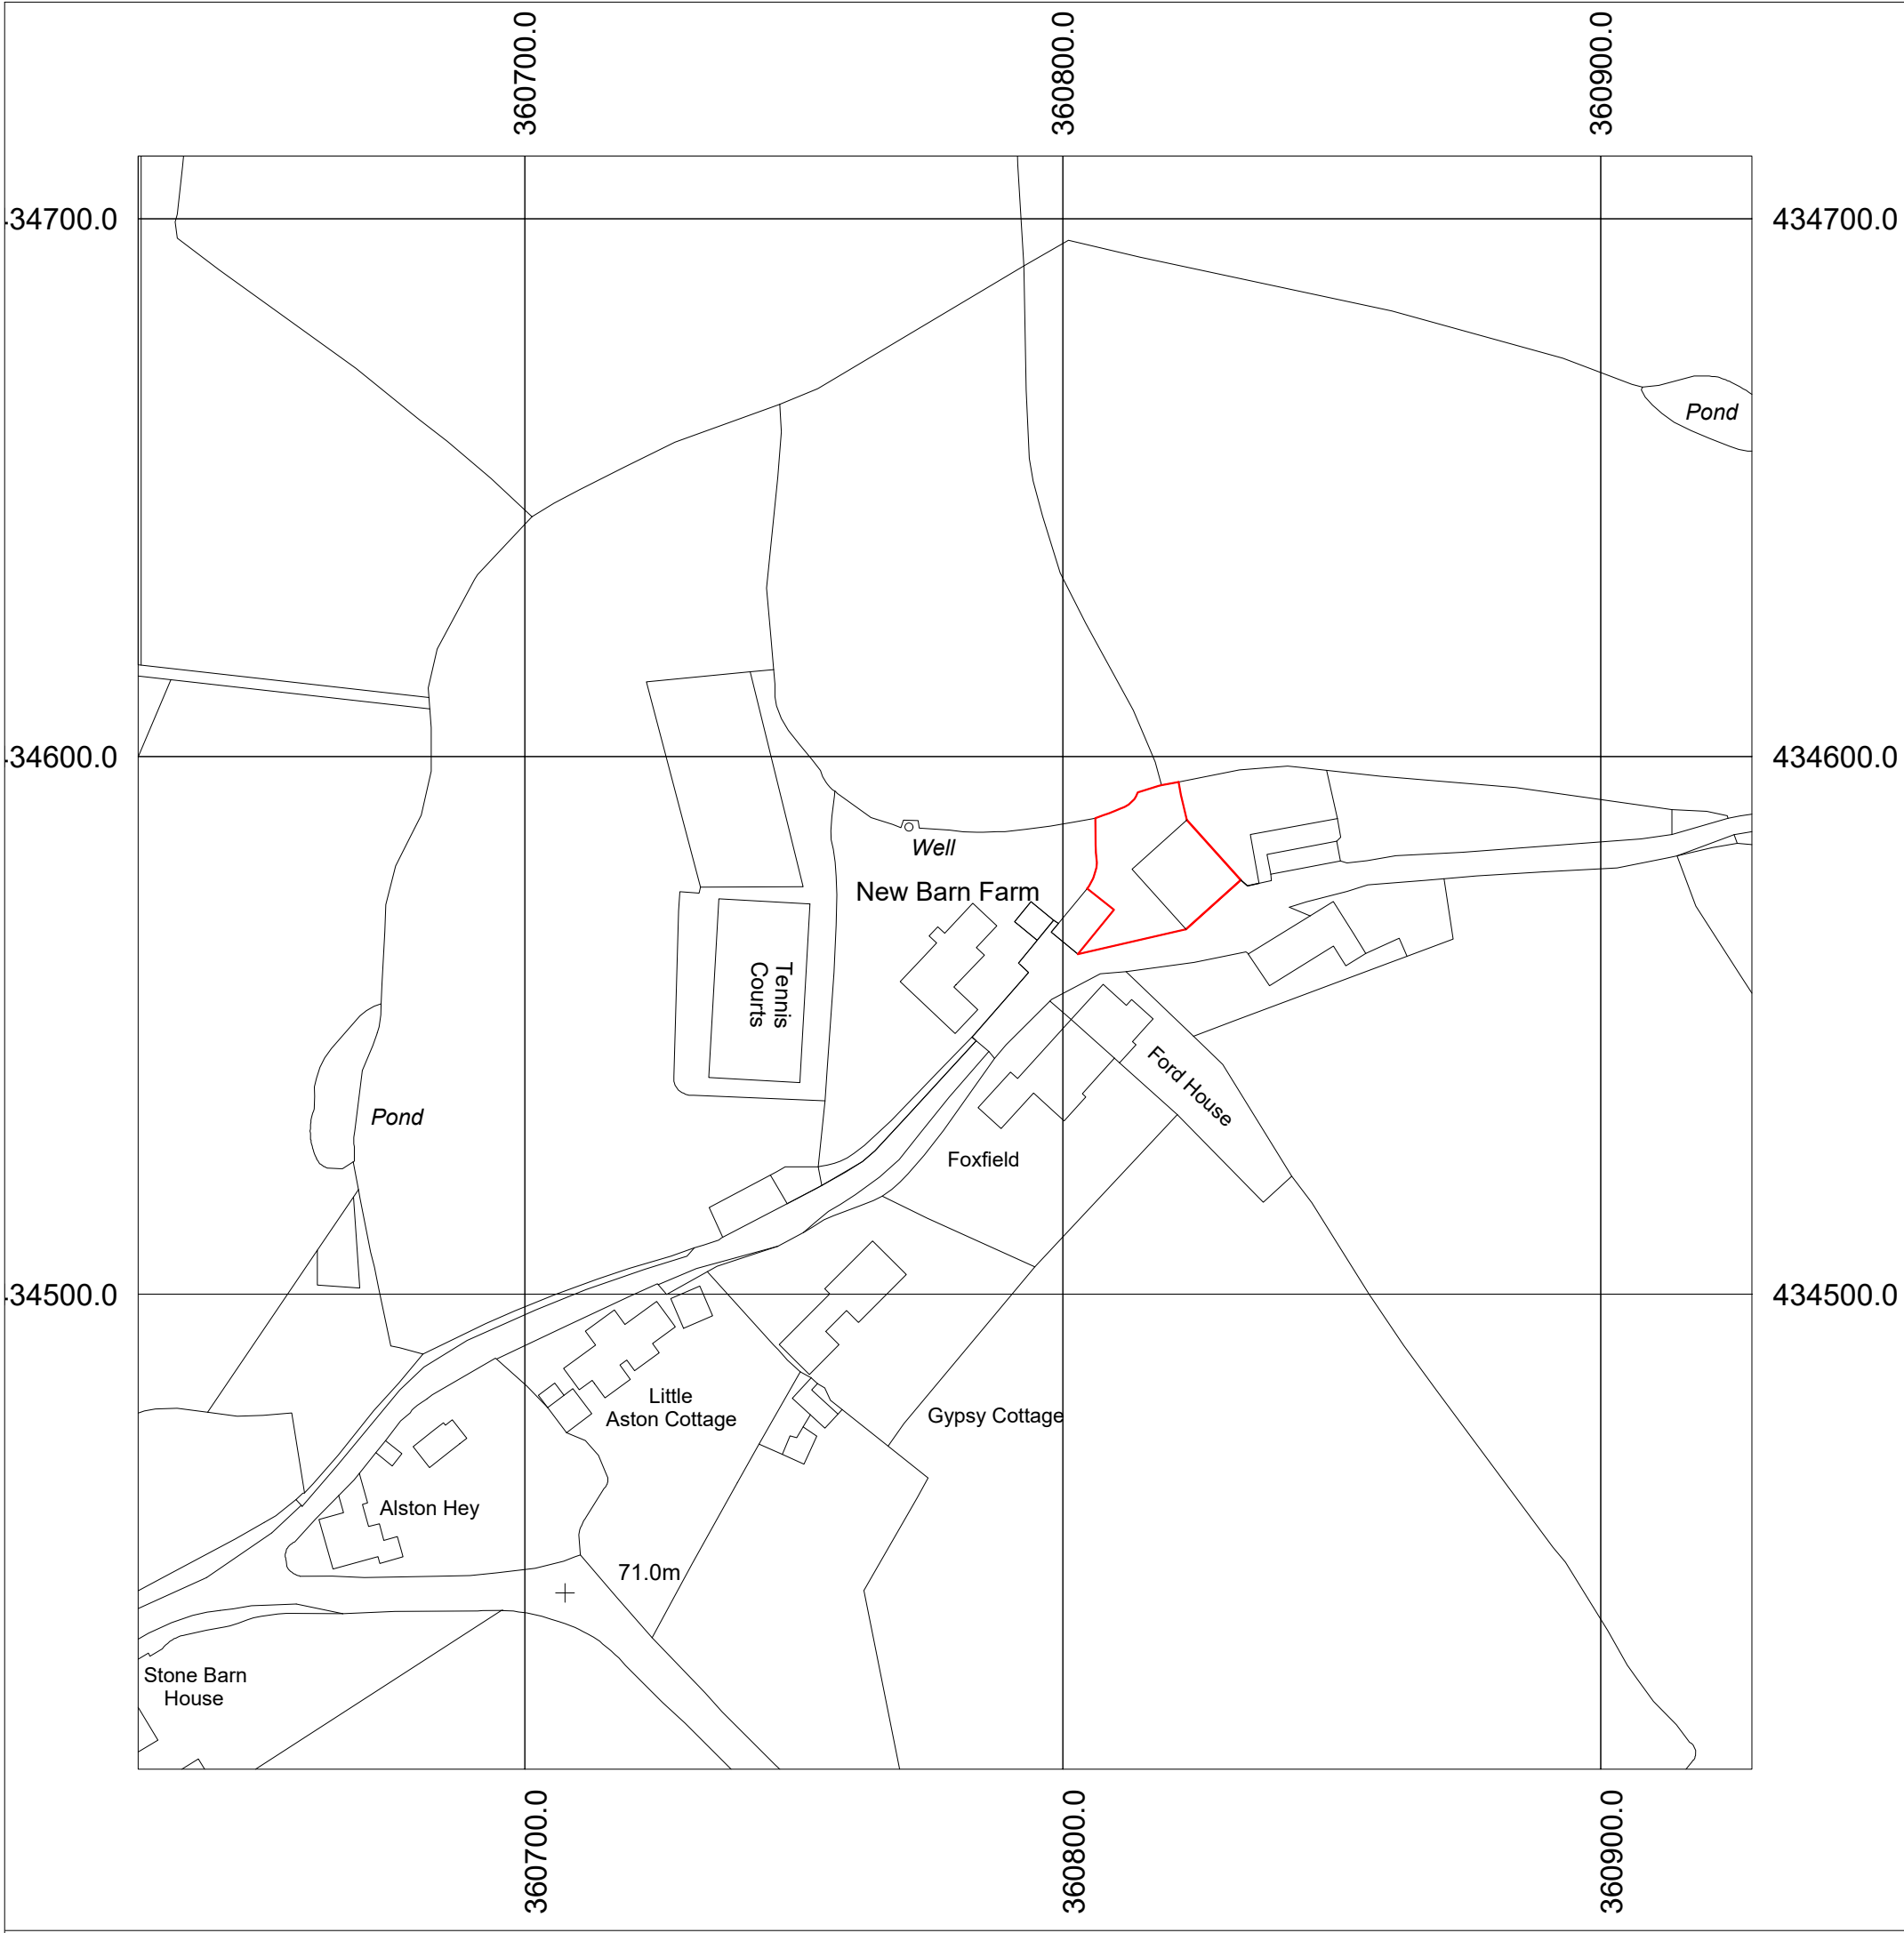 360700.0
360800.0
360900.0
34700.0
434700.0
Pond
34600.0
434600.0
Well
New Barn Farm
Tennis
Courts
Ford House
Pond
Foxfield
34500.0
434500.0
Little
Aston Cottage
Gypsy Cottage
Alston Hey
71.0m
Stone Barn
House
360700.0
360800.0
360900.0